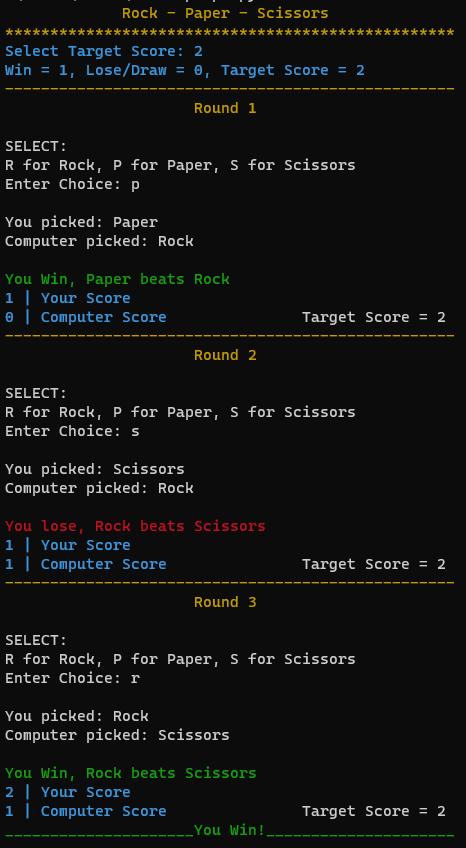 Rock - Paper - Scissors
**************************************************
Select Target Score: 2
Win = 1, Lose/Draw = 0, Target Score = 2
--------------------------------------------------
Round 1
SELECT:
R for Rock, P for Paper, S for Scissors
Enter Choice: p
You picked: Paper
Computer picked: Rock
You Win, Paper beats Rock
1 | Your Score
0 | Computer Score Target Score = 2
--------------------------------------------------
Round 2
SELECT:
R for Rock, P for Paper, S for Scissors
Enter Choice: s
You picked: Scissors
Computer picked: Rock
You lose, Rock beats Scissors
1 | Your Score
1 | Computer Score Target Score = 2
--------------------------------------------------
Round 3
SELECT:
R for Rock, P for Paper, S for Scissors
Enter Choice: r
You picked: Rock
Computer picked: Scissors
You Win, Rock beats Scissors
2 | Your Score
1 | Computer Score Target Score = 2
_____________________You Win!_____________________